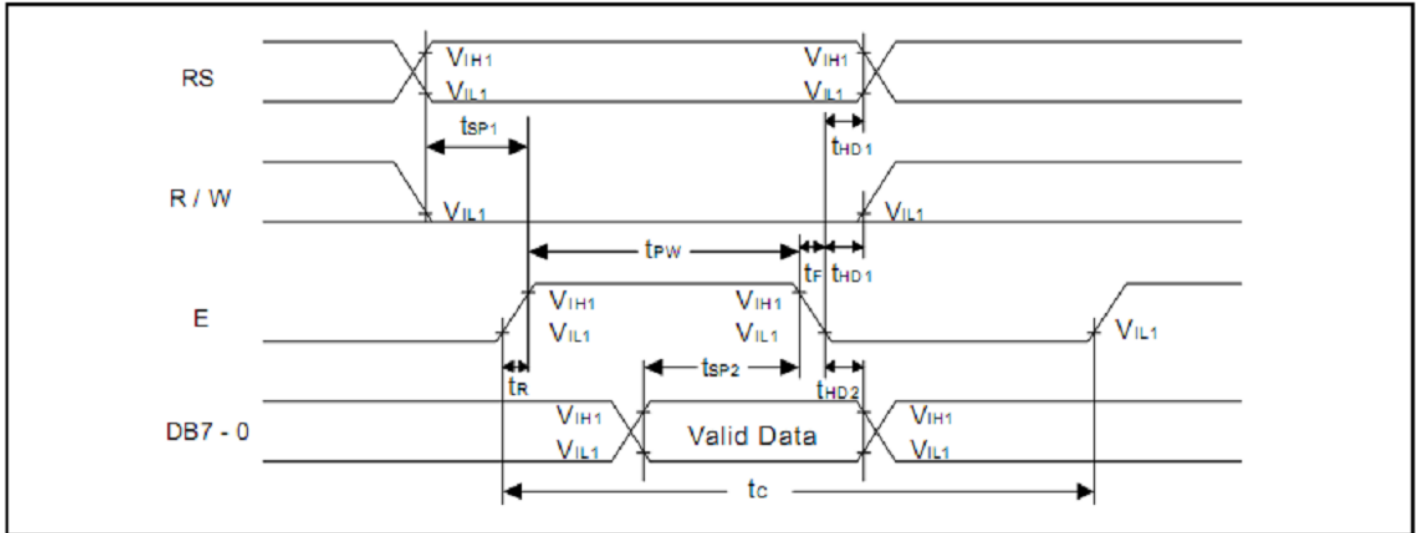 RS
VIH1
VIL1
VIH1
VIL1
tSP1
tHD1
R / W
VIL1
VIL1
tPW
tF
tHD1
E
VIH1
VIL1
VIH1
VIL1
VIL1
tR
tSP2
tHD2
DB7 - 0
VIH1
VIL1
Valid Data
VIH1
VIL1
tC